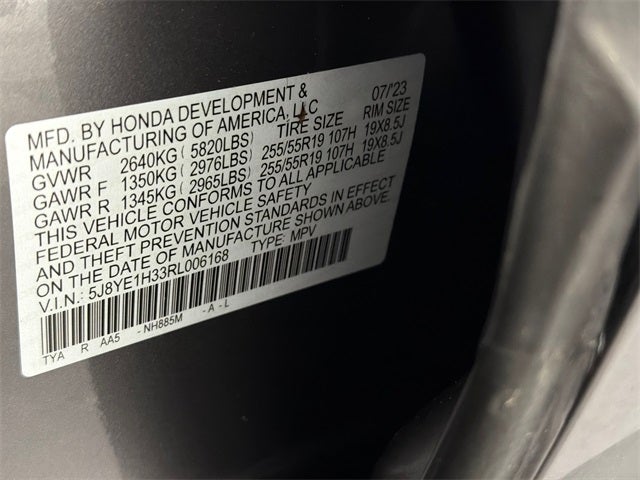 MFD. BY HONDA DEVELOPMENT & 07/'23
MANUFACTURING OF AMERICA, LLC RIM SIZE
GVWR 2640KG ( 5820LBS) TIRE SIZE
GAWR F 1350KG ( 2976LBS) 255/55R19 107H 19X8.5J
GAWR R 1345KG ( 2965LBS) 255/55R19 107H 19X8.5J
THIS VEHICLE CONFORMS TO ALL APPLICABLE
FEDERAL MOTOR VEHICLE SAFETY
AND THEFT PREVENTION STANDARDS IN EFFECT
ON THE DATE OF MANUFACTURE SHOWN ABOVE.
V.I.N.: 5J8YE1H33RL006168 TYPE: MPV
TYA R AA5 -NH885M -A -L